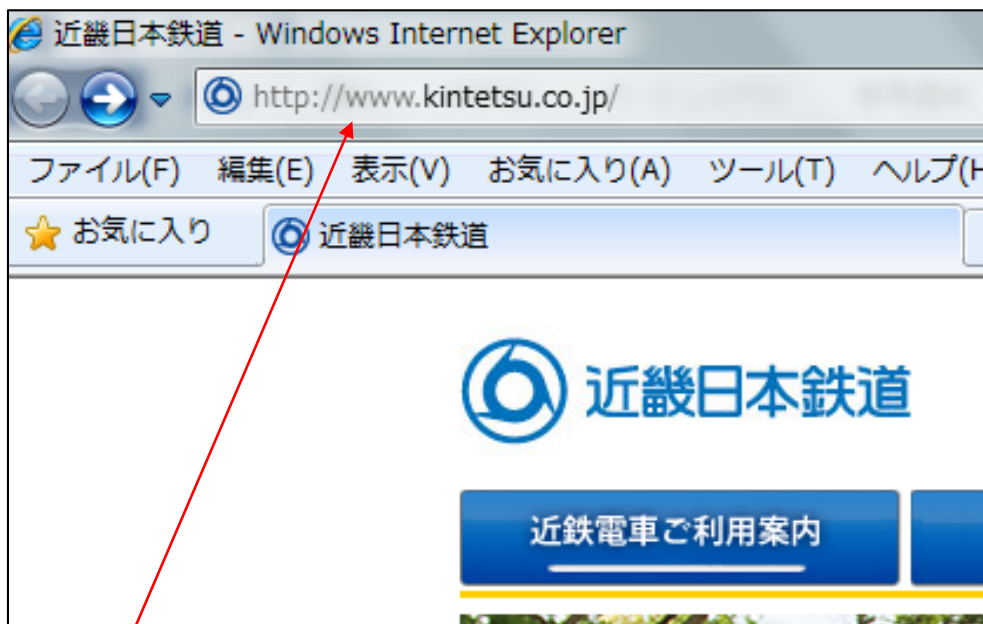 近畿日本鉄道 - Windows Internet Explorer
http://www.kintetsu.co.jp/
ファイル(F) 編集(E) 表示(V) お気に入り(A) ツール(T) ヘルプ(H
お気に入り 近畿日本鉄道
近畿日本鉄道
近鉄電車ご利用案内